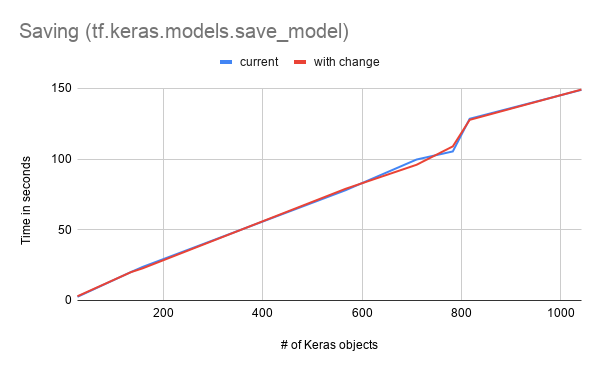 Saving (tf.keras.models.save_model)
current with change
150
100
50
0
200 400 600 800 1000
Time in seconds
# of Keras objects